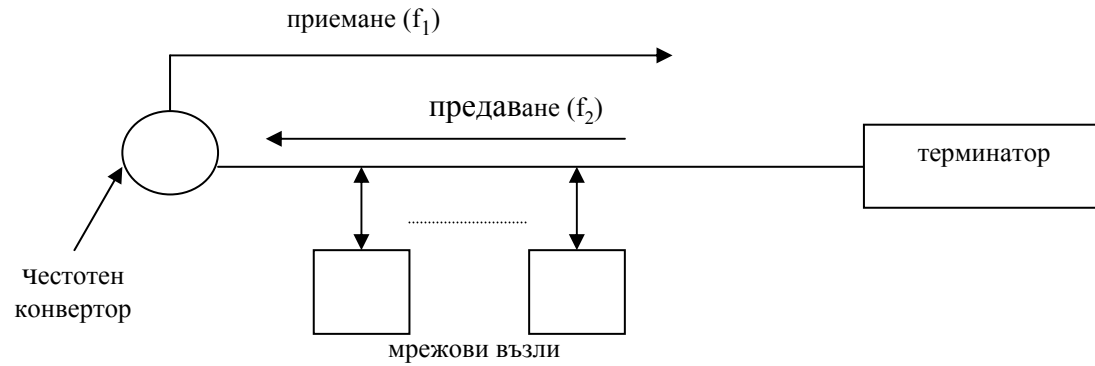 приемане (f₁)
предаване (f₂)
терминатор
честотен
конвертор
мрежови възли